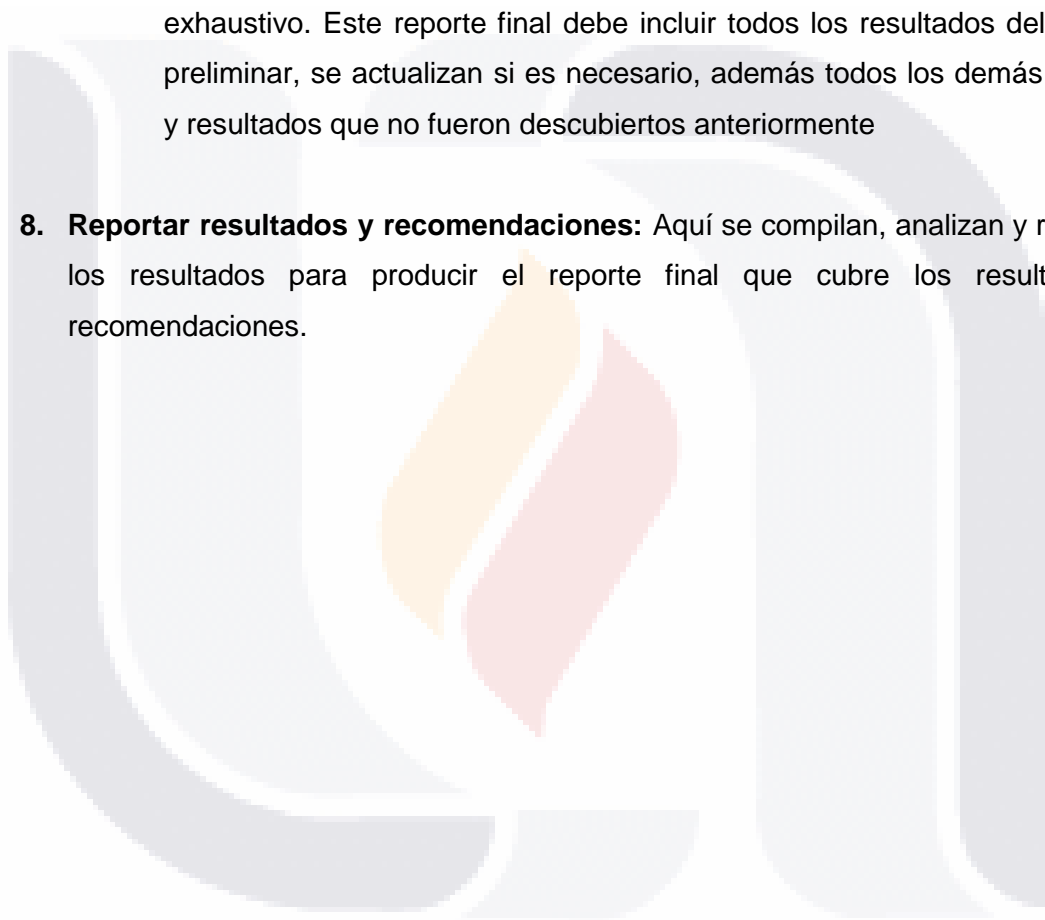 exhaustivo. Este reporte final debe incluir todos los resultados del
preliminar, se actualizan si es necesario, además todos los demás
y resultados que no fueron descubiertos anteriormente
8. Reportar resultados y recomendaciones: Aquí se compilan, analizan y
los resultados para producir el reporte final que cubre los
recomendaciones.